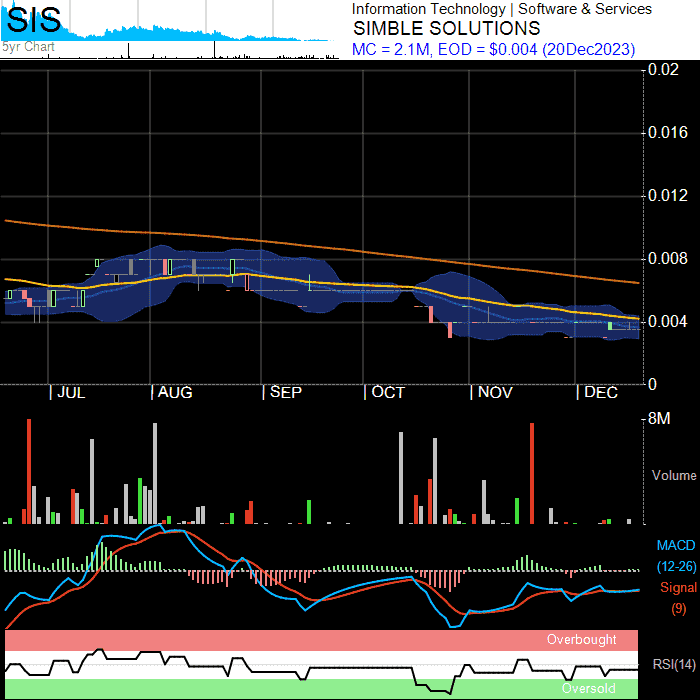 SIS
5yr Chart
Information Technology | Software & Services
SIMBLE SOLUTIONS
MC = 2.1M, EOD = $0.004 (20Dec2023)
0.02
0.016
0.012
0.008
0.004
0
| JUL | AUG | SEP | OCT | NOV | DEC
8M
Volume
MACD
(12-26)
Signal
(9)
Overbought
RSI(14)
Oversold